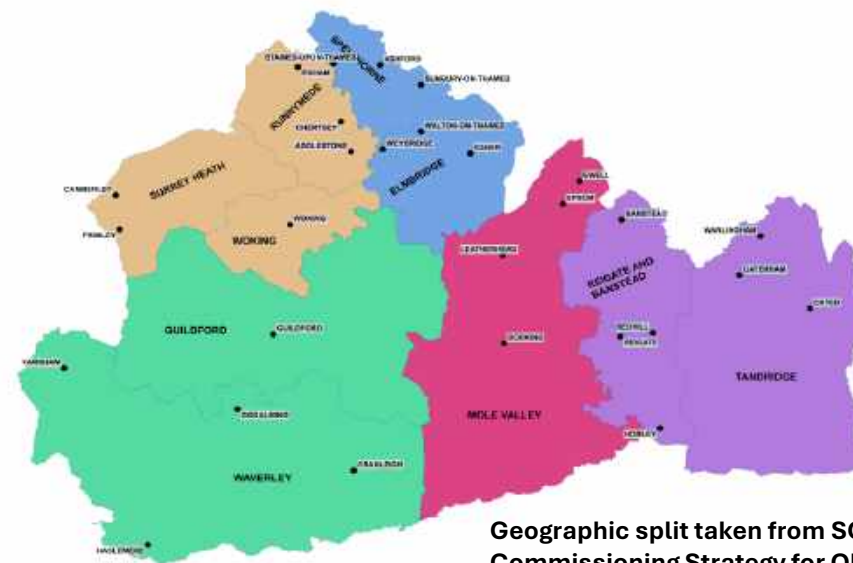 SPELTHORNE
STAINES-UPON-THAMES
ASHFORD
EGHAM
SUNBURY-ON-THAMES
RUNNYMEDE
CHERTSEY
WALTON-ON-THAMES
ADDLESTONE
WEYBRIDGE
ESHER
ELMBRIDGE
SURREY HEATH
CAMBERLEY
EWELL
EPSOM
BANSTEAD
WOKING
FRIMLEY
WOKING
WARLINGHAM
LEATHERHEAD
CATERHAM
REIGATE AND
BANSTEAD
OXTED
GUILDFORD
GUILDFORD
REDHILL
REIGATE
DORKING
FARNHAM
TANDRIDGE
GODALMING
MOLE VALLEY
HORLEY
CRANLEIGH
WAVERLEY
HASLEMERE
Geographic split taken from
Commissioning Strategy for